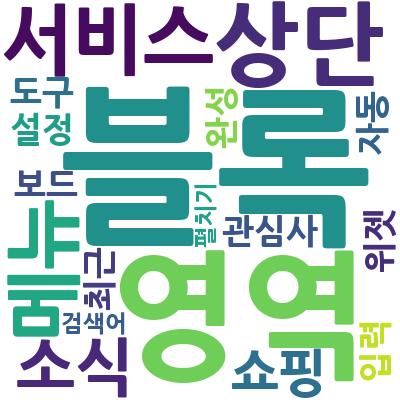 서비스
상단
도구
설정
블록
완성
자동
보드
펼치기
관심사
위젯
메뉴
최근
검색어
영역
소식
쇼핑
입력